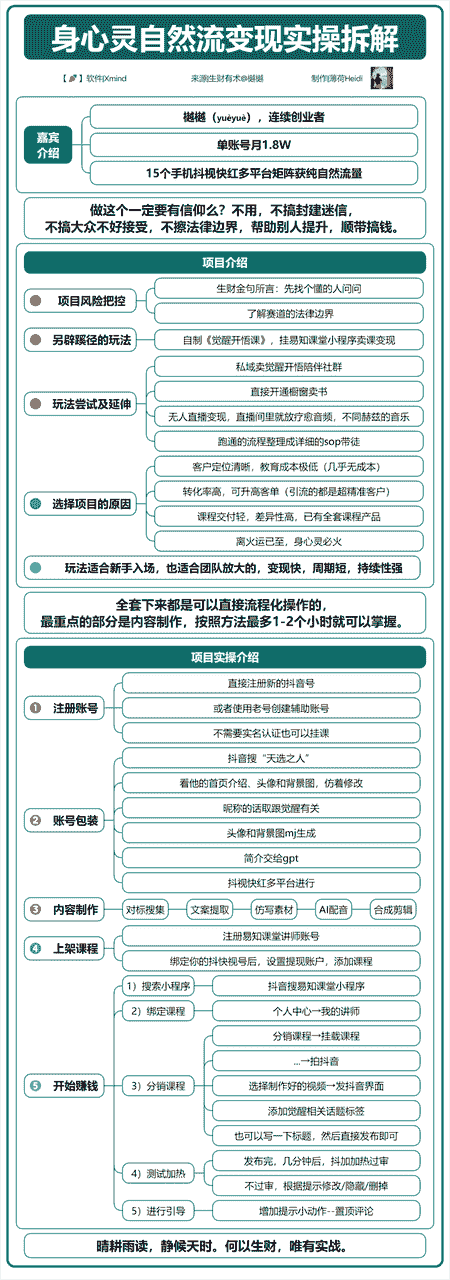 身心灵自然流变现实操拆解
【🚀】软件|Xmind 来源|生财有术@樾樾 制作|薄荷Heidi
嘉宾
介绍
樾樾（yuèyuè），连续创业者
单账号月1.8W
15个手机抖视快红多平台矩阵获纯自然流量
做这个一定要有信仰么？不用，不搞封建迷信，
不搞大众不好接受，不擦法律边界，帮助别人提升，顺带搞钱。
项目介绍
项目风险把控
生财金句所言：先找个懂的人问问
了解赛道的法律边界
另辟蹊径的玩法
自制《觉醒开悟课》，挂易知课堂小程序卖课变现
玩法尝试及延伸
私域卖觉醒开悟陪伴社群
直接开通橱窗卖书
无人直播变现，直播间里就放疗愈音频，不同赫兹的音乐
跑通的流程整理成详细的sop带徒
选择项目的原因
客户定位清晰，教育成本极低（几乎无成本）
转化率高，可升高客单（引流的都是超精准客户）
课程交付轻，差异性高，已有全套课程产品
离火运已至，身心灵必火
玩法适合新手入场，也适合团队放大的，变现快，周期短，持续性强
全套下来都是可以直接流程化操作的，
最重点的部分是内容制作，按照方法最多1-2个小时就可以掌握。
项目实操介绍
1 注册账号
直接注册新的抖音号
或者使用老号创建辅助账号
不需要实名认证也可以挂课
2 账号包装
抖音搜“天选之人”
看他的首页介绍、头像和背景图，仿着修改
昵称的话取跟觉醒有关
头像和背景图mj生成
简介交给gpt
抖视快红多平台进行
3 内容制作
对标搜集
文案提取
仿写素材
AI配音
合成剪辑
4 上架课程
注册易知课堂讲师账号
绑定你的抖快视号后，设置提现账户，添加课程
5 开始赚钱
1）搜索小程序
抖音搜易知课堂小程序
2）绑定课程
个人中心→我的讲师
3）分销课程
分销课程→挂载课程
...→拍抖音
选择制作好的视频→发抖音界面
添加觉醒相关话题标签
也可以写一下标题，然后直接发布即可
4）测试加热
发布完，几分钟后，抖加加热过审
不过审，根据提示修改/隐藏/删掉
5）进行引导
增加提示小动作--置顶评论
晴耕雨读，静候天时。何以生财，唯有实战。